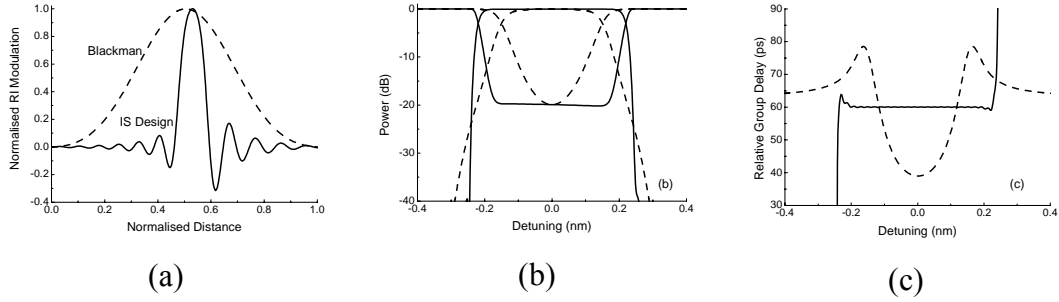 1.0
0.8
0.6
0.4
0.2
0.0
-0.2
-0.4
Normalised RI Modulation
Blackman
IS Design
0.0 0.2 0.4 0.6 0.8 1.0
Normalised Distance
(a)
0
-10
-20
-30
-40
Power (dB)
(b)
-0.4 -0.2 0.0 0.2 0.4
Detuning (nm)
(b)
90
80
70
60
50
40
30
Relative Group Delay (ps)
(c)
-0.4 -0.2 0.0 0.2 0.4
Detuning (nm)
(c)